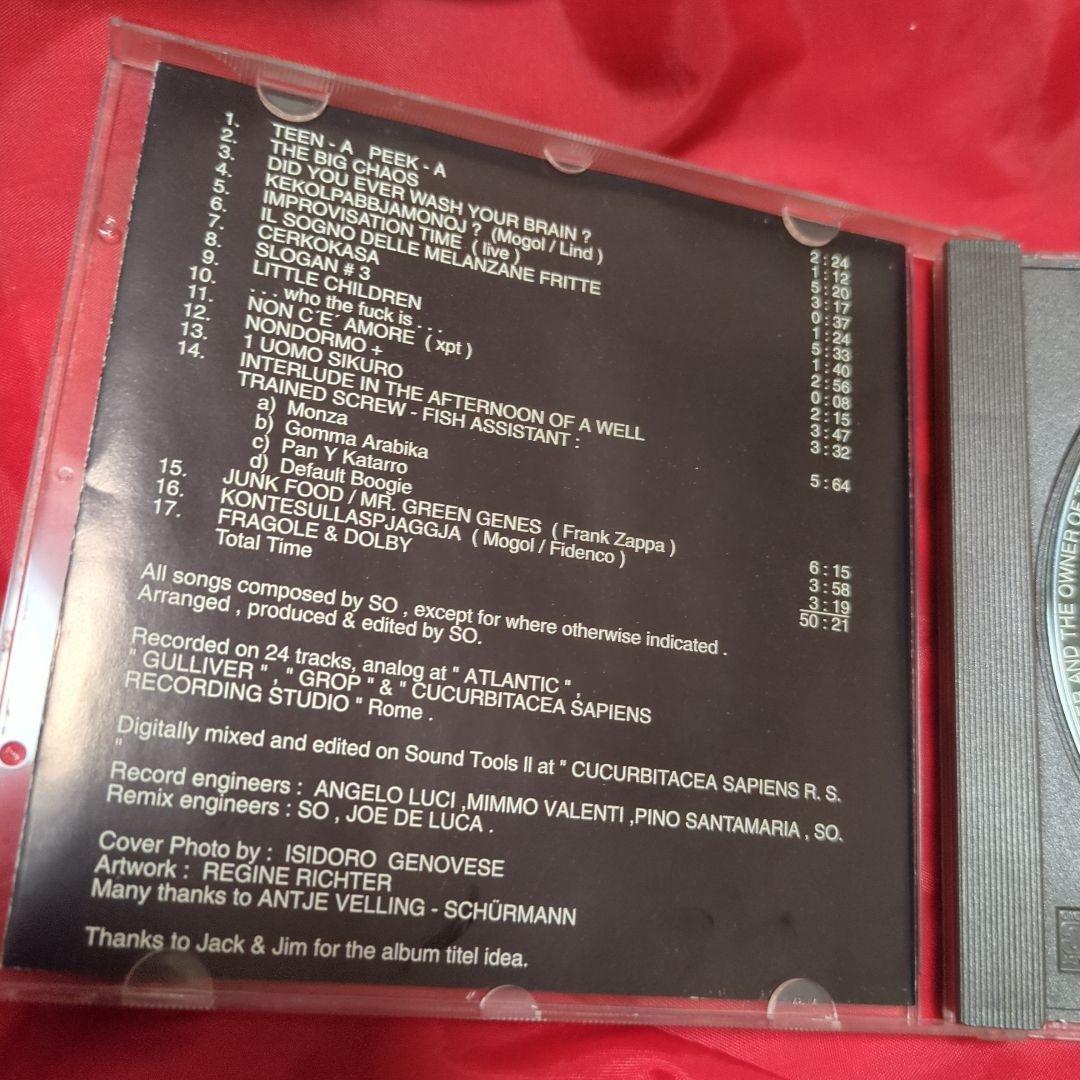 1. TEEN - A PEEK - A 2 : 24
2. THE BIG CHAOS 1 : 12
3. DID YOU EVER WASH YOUR BRAIN ? 5 : 20
4. KEKOLPABBJAMONOJ ? (Mogol / Lind ) 3 : 17
5. IMPROVISATION TIME ( live ) 0 : 37
6. IL SOGNO DELLE MELANZANE FRITTE 1 : 24
7. CERKOKASA 5 : 33
8. SLOGAN # 3 1 : 40
9. LITTLE CHILDREN 2 : 56
10. . . . who the fuck is . . . 0 : 08
11. NON C´E´ AMORE ( xpt ) 2 : 15
12. NONDORMO + 3 : 47
13. 1 UOMO SIKURO 3 : 32
14. INTERLUDE IN THE AFTERNOON OF A WELL
TRAINED SCREW - FISH ASSISTANT : 5 : 64
a) Monza
b) Gomma Arabika
c) Pan Y Katarro
d) Default Boogie
15. JUNK FOOD / MR. GREEN GENES ( Frank Zappa ) 6 : 15
16. KONTESULLASPJAGGJA ( Mogol / Fidenco ) 3 : 58
17. FRAGOLE & DOLBY 3 : 19
Total Time 50 : 21
All songs composed by SO , except for where otherwise indicated .
Arranged , produced & edited by SO.
Recorded on 24 tracks, analog at " ATLANTIC " ,
" GULLIVER " , " GROP " & " CUCURBITACEA SAPIENS
RECORDING STUDIO " Rome .
Digitally mixed and edited on Sound Tools II at " CUCURBITACEA SAPIENS R. S.
"
Record engineers : ANGELO LUCI ,MIMMO VALENTI ,PINO SANTAMARIA , SO.
Remix engineers : SO , JOE DE LUCA .
Cover Photo by : ISIDORO GENOVESE
Artwork : REGINE RICHTER
Many thanks to ANTJE VELLING - SCHÜRMANN
Thanks to Jack & Jim for the album titel idea.
AND THE OWNER OF